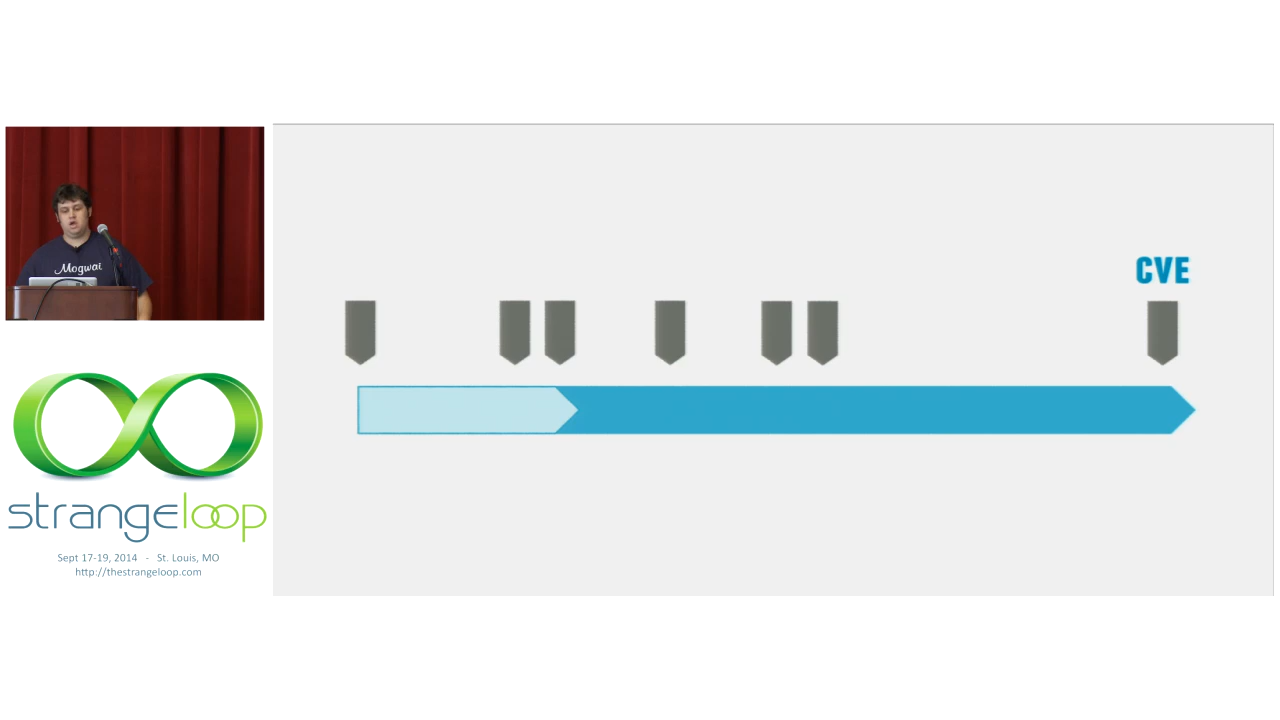 Mogwai
CVE
strangeloop
Sept 17-19, 2014 - St. Louis, MO
http://thestrangeloop.com